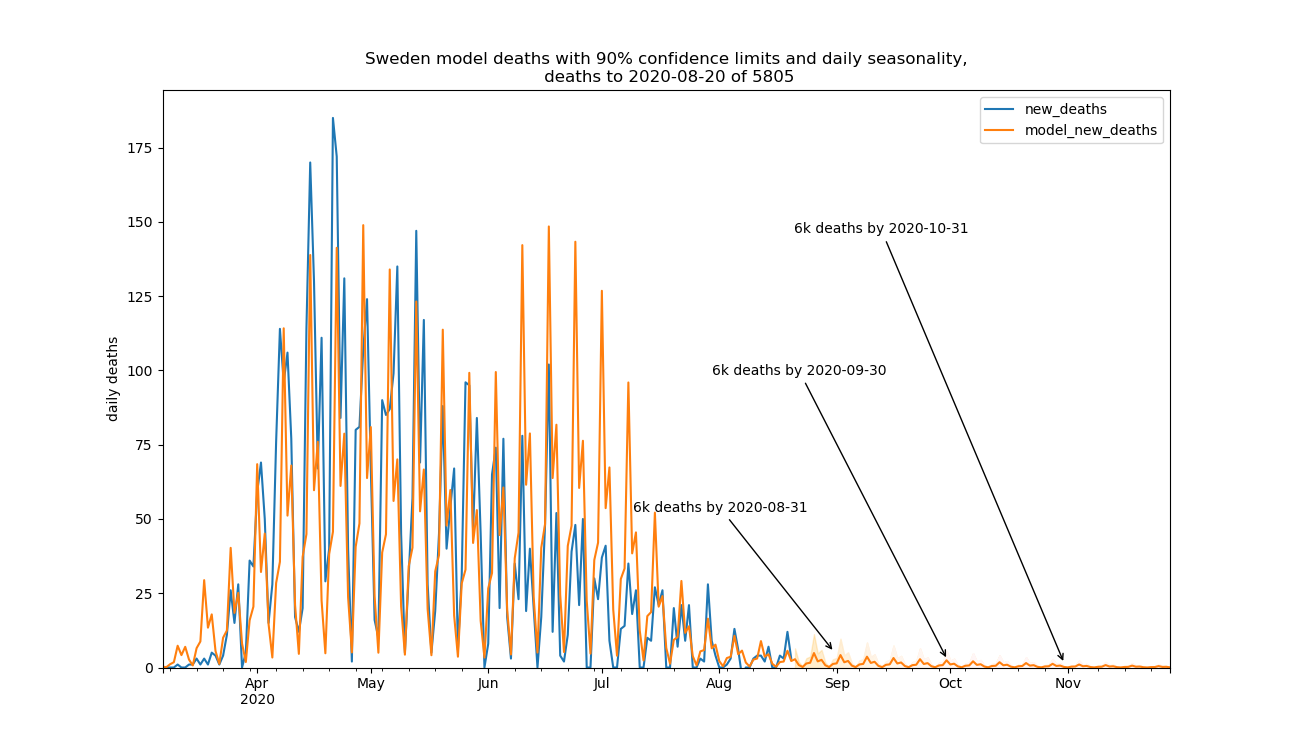 Sweden model deaths with 90% confidence limits and daily seasonality,
deaths to 2020-08-20 of 5805
new_deaths
model_new_deaths
175
150
125
100
75
50
25
0
daily deaths
6k deaths by 2020-10-31
6k deaths by 2020-09-30
6k deaths by 2020-08-31
Apr
2020
May
Jun
Jul
Aug
Sep
Oct
Nov